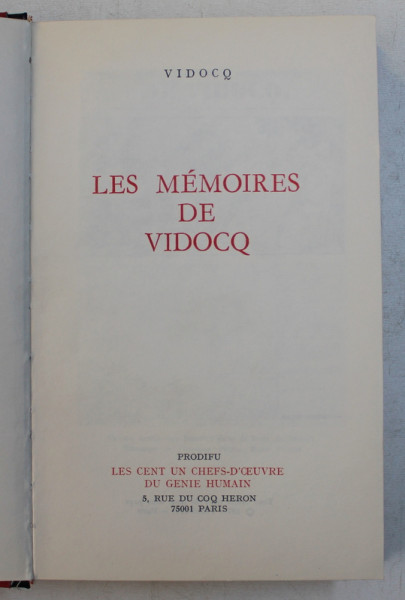 VIDOCQ
LES MÉMOIRES
DE
VIDOCQ
PRODIFU
LES CENT UN CHEFS-D'ŒUVRE
DU GENIE HUMAIN
5, RUE DU COQ HERON
75001 PARIS